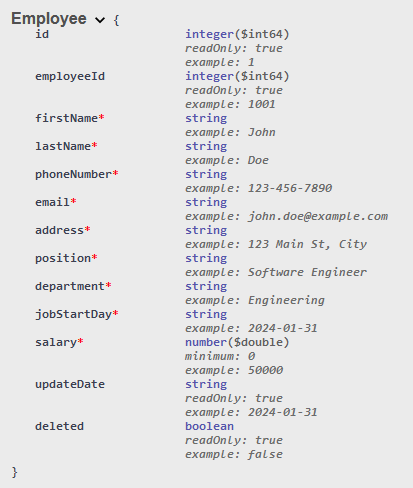 Employee {
id integer($int64)
readOnly: true
example: 1
employeeId integer($int64)
readOnly: true
example: 1001
firstName* string
example: John
lastName* string
example: Doe
phoneNumber* string
example: 123-456-7890
email* string
example: john.doe@example.com
address* string
example: 123 Main St, City
position* string
example: Software Engineer
department* string
example: Engineering
jobStartDay* string
example: 2024-01-31
salary* number($double)
minimum: 0
example: 50000
updateDate string
readOnly: true
example: 2024-01-31
deleted boolean
readOnly: true
example: false
}